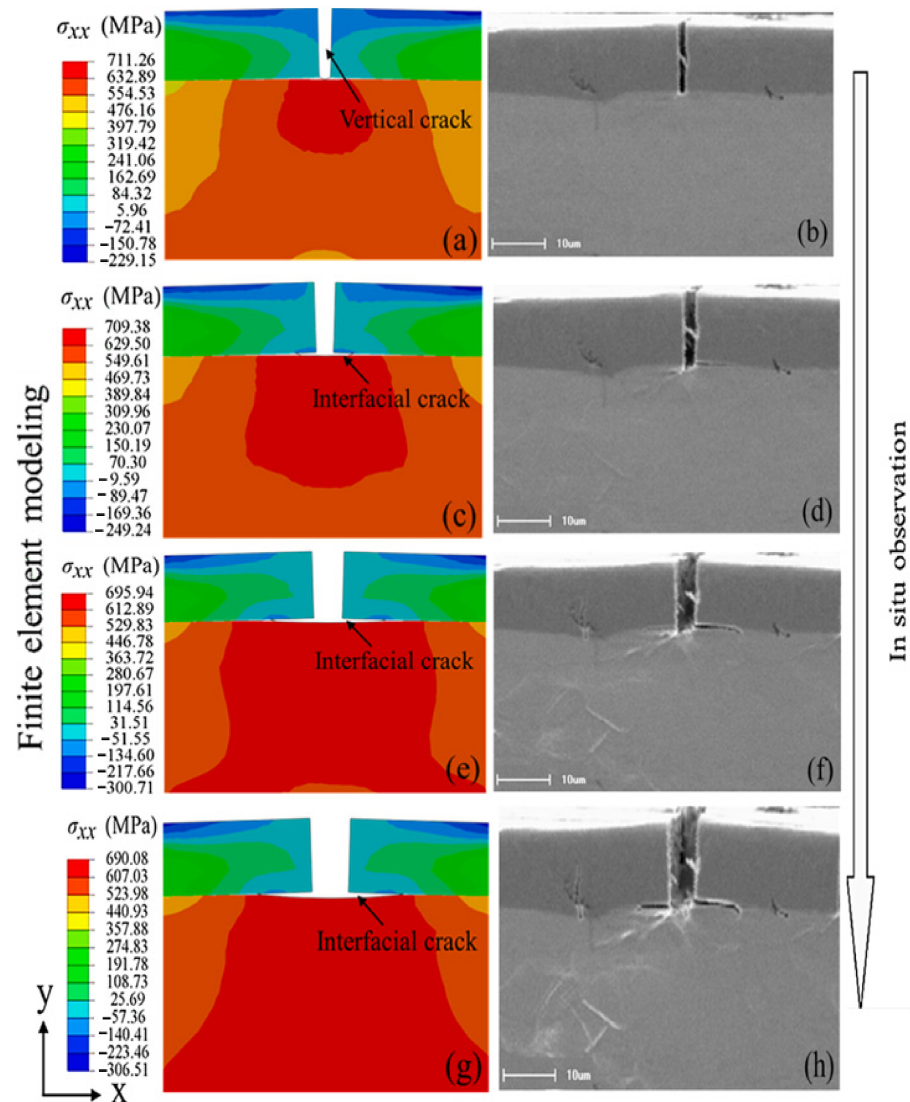 Finite element modeling
In situ observation
σxx (MPa)
711.26
632.89
554.53
476.16
397.79
319.42
241.06
162.69
84.32
5.96
−72.41
−150.78
−229.15
Vertical crack
(a)
10um
(b)
σxx (MPa)
709.38
629.50
549.61
469.73
389.84
309.96
230.07
150.19
70.30
−9.59
−89.47
−169.36
−249.24
Interfacial crack
(c)
10um
(d)
σxx (MPa)
695.94
612.89
529.83
446.78
363.72
280.67
197.61
114.56
31.51
−51.55
−134.60
−217.66
−300.71
Interfacial crack
(e)
10um
(f)
σxx (MPa)
690.08
607.03
523.98
440.93
357.88
274.83
191.78
108.73
25.69
−57.36
−140.41
−223.46
−306.51
Interfacial crack
(g)
10um
(h)
y
x